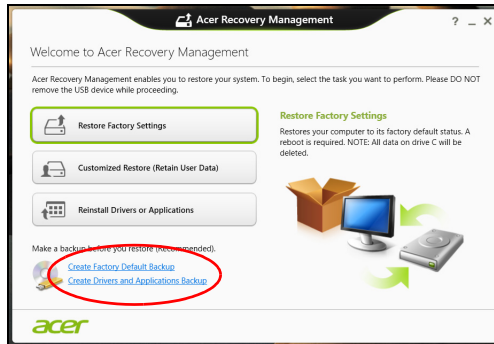 Acer Recovery Management
Welcome to Acer Recovery Management
Acer Recovery Management enables you to restore your system. To begin, select the task you want to perform. Please DO NOT
remove the USB device while proceeding.
Restore Factory Settings
Customized Restore (Retain User Data)
Reinstall Drivers or Applications
Restore Factory Settings
Restores your computer to its factory default status. A
reboot is required. NOTE: All data on drive C will be
deleted.
Make a backup before you restore (Recommended).
Create Factory Default Backup
Create Drivers and Applications Backup
acer